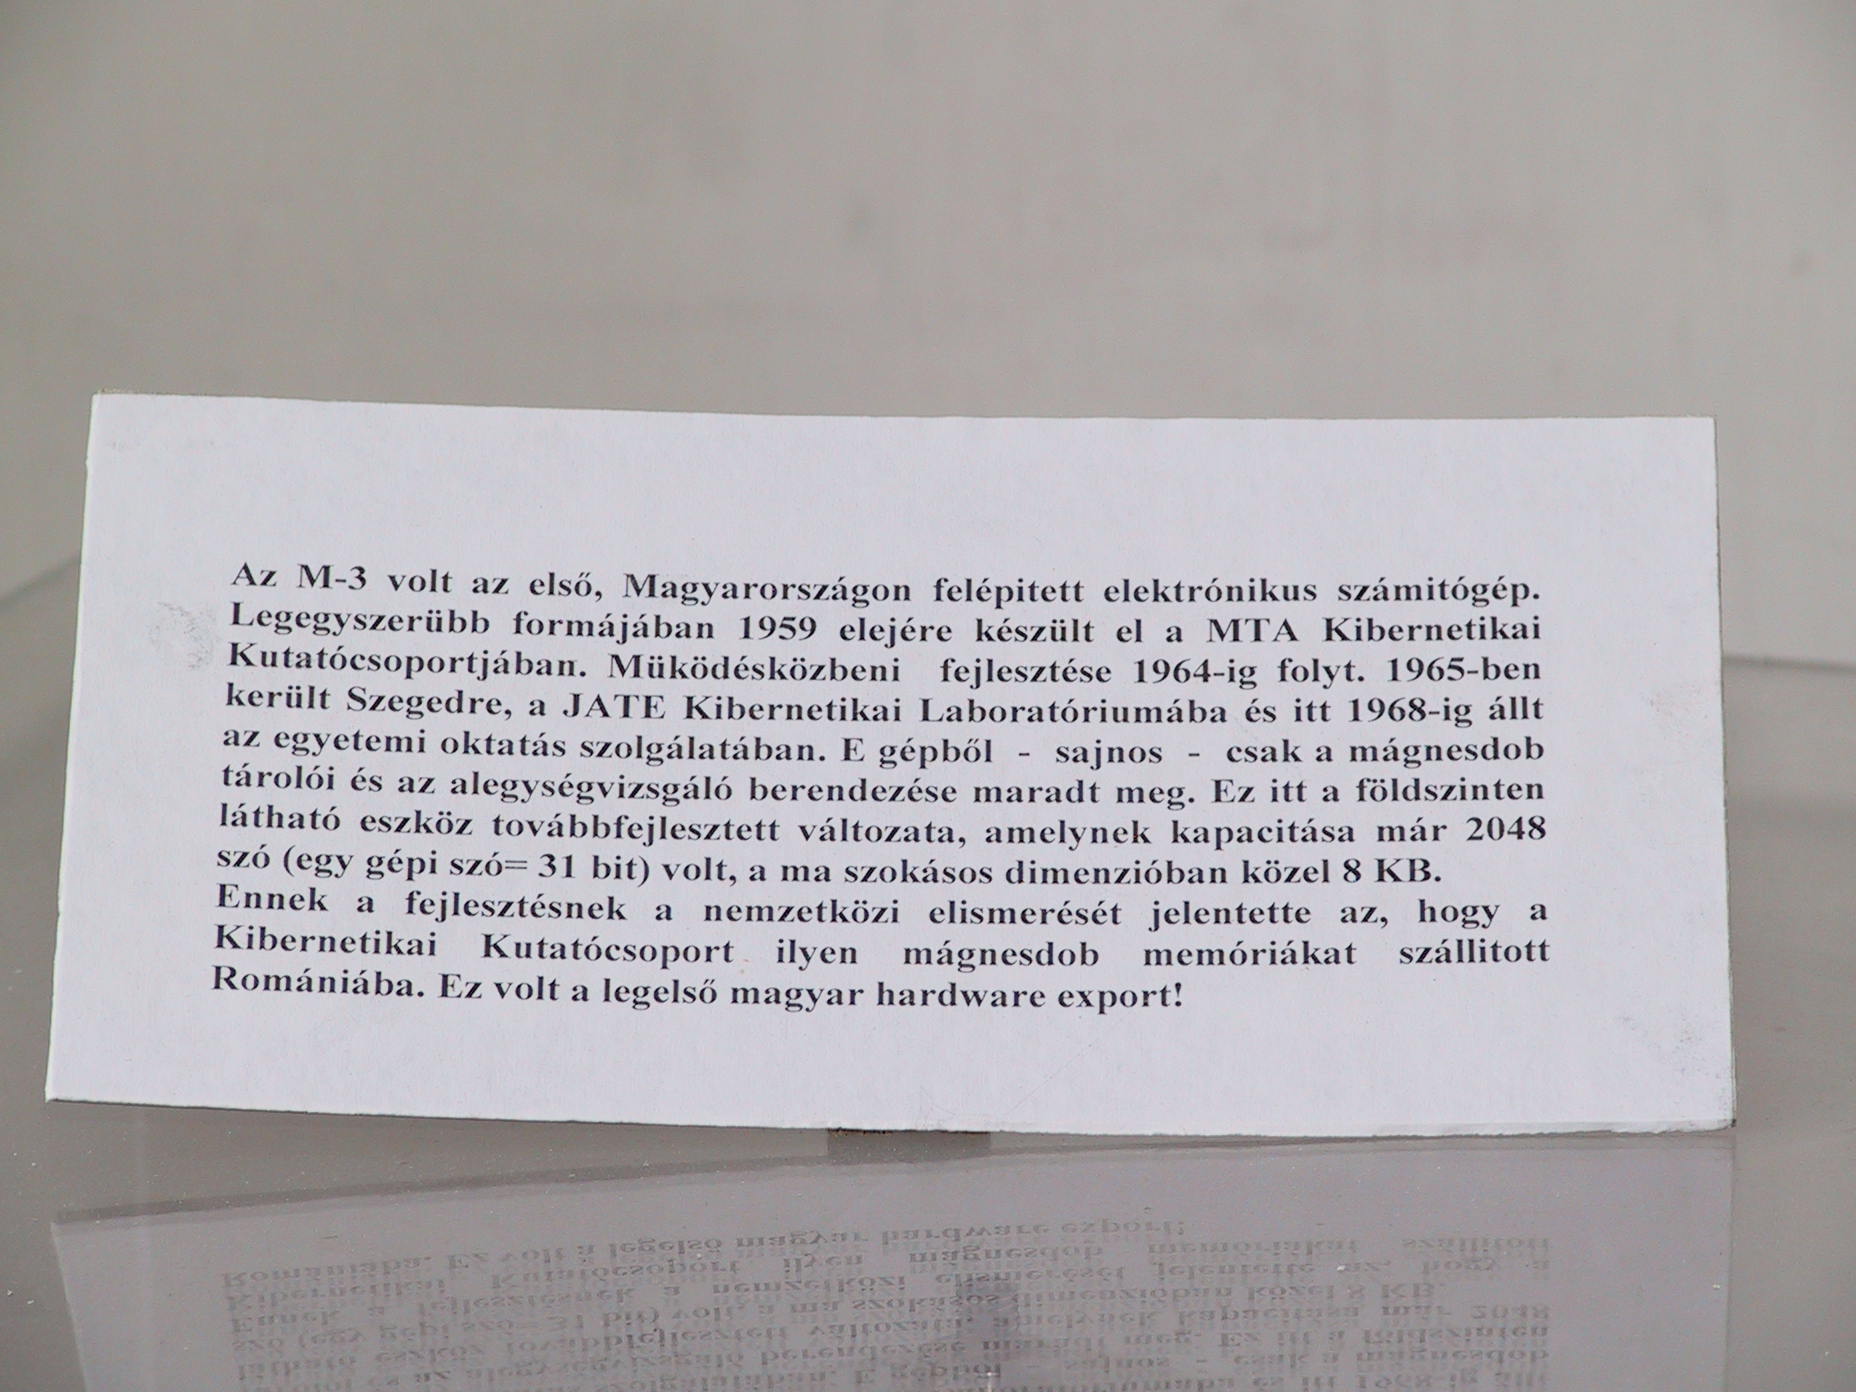 Az M-3 volt az első, Magyarországon felépitett elektrónikus számitógép.
Legegyszerübb formájában 1959 elejére készült el a MTA Kibernetikai
Kutatócsoportjában. Müködésközbeni fejlesztése 1964-ig folyt. 1965-ben
került Szegedre, a JATE Kibernetikai Laboratóriumába és itt 1968-ig állt
az egyetemi oktatás szolgálatában. E gépből - sajnos - csak a mágnesdob
tárolói és az alegységvizsgáló berendezése maradt meg. Ez itt a földszinten
látható eszköz továbbfejlesztett változata, amelynek kapacitása már 2048
szó (egy gépi szó= 31 bit) volt, a ma szokásos dimenzióban közel 8 KB.
Ennek a fejlesztésnek a nemzetközi elismerését jelentette az, hogy a
Kibernetikai Kutatócsoport ilyen mágnesdob memóriákat szállitott
Romániába. Ez volt a legelső magyar hardware export!